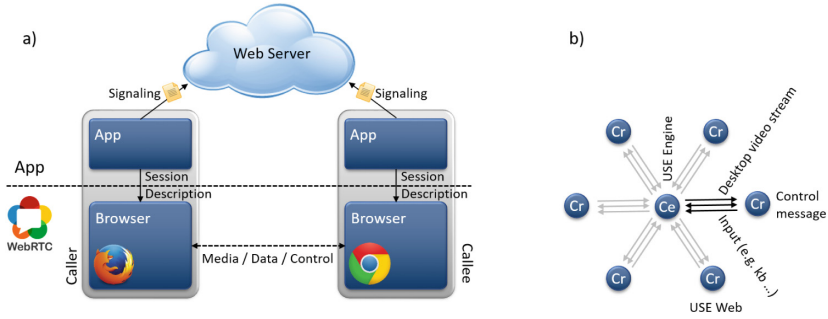 a)
Web Server
Signaling
Signaling
App
App
Session
Description
Session
Description
App
WebRTC
Browser
Browser
Caller
Callee
Media / Data / Control
b)
Cr
Cr
Cr
Ce
Cr
Cr
Cr
USE Engine
Desktop video stream
Control
message
Input (e.g. kb ...)
USE Web